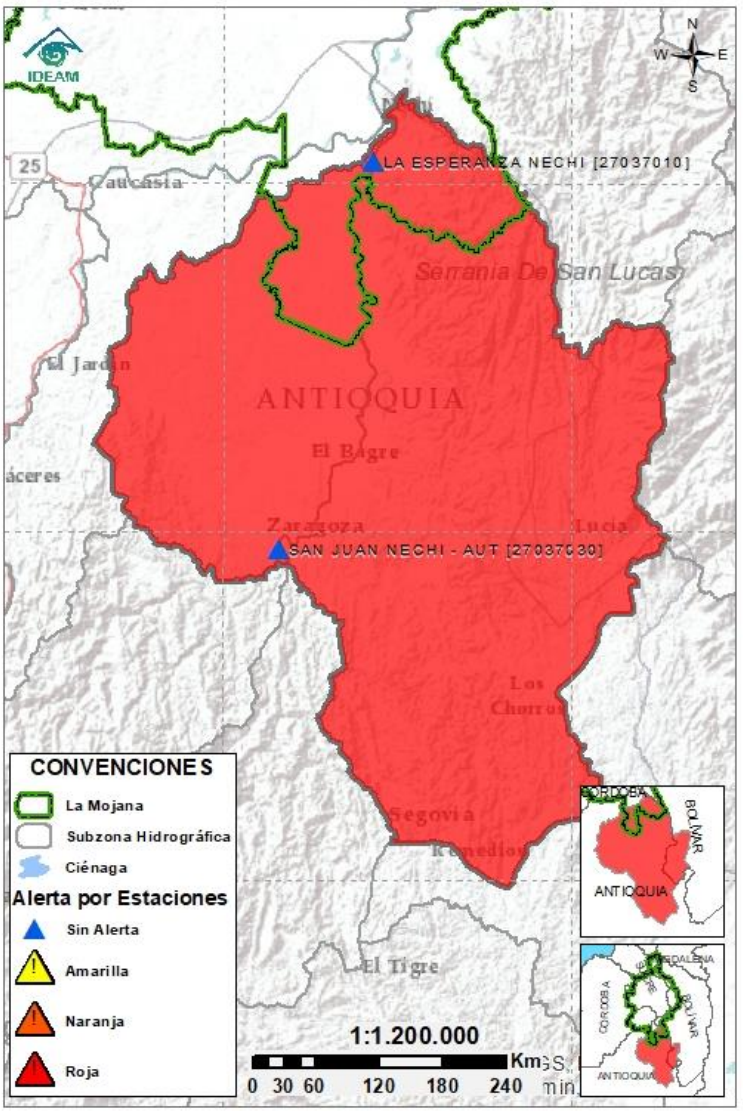 IDEAM
N
W E
S
25
Caucasia
LA ESPERANZA NECHI [27037010]
Serrania De San Lucas
El Jardin
ANTIOQUIA
El Bagre
áceres
Zaragoza
Lucia
SAN JUAN NECHI - AUT [27037030]
Los
Chorros
Segovia
Remedios
El Tigre
CONVENCIONES
La Mojana
Subzona Hidrográfica
Ciénaga
Alerta por Estaciones
Sin Alerta
Amarilla
Naranja
Roja
1:1.200.000
Km
0 30 60 120 180 240
CORDOBA
BOLIVAR
ANTIOQUIA
CORDOBA
SUCRE
BOLIVAR
ANTIOQUIA